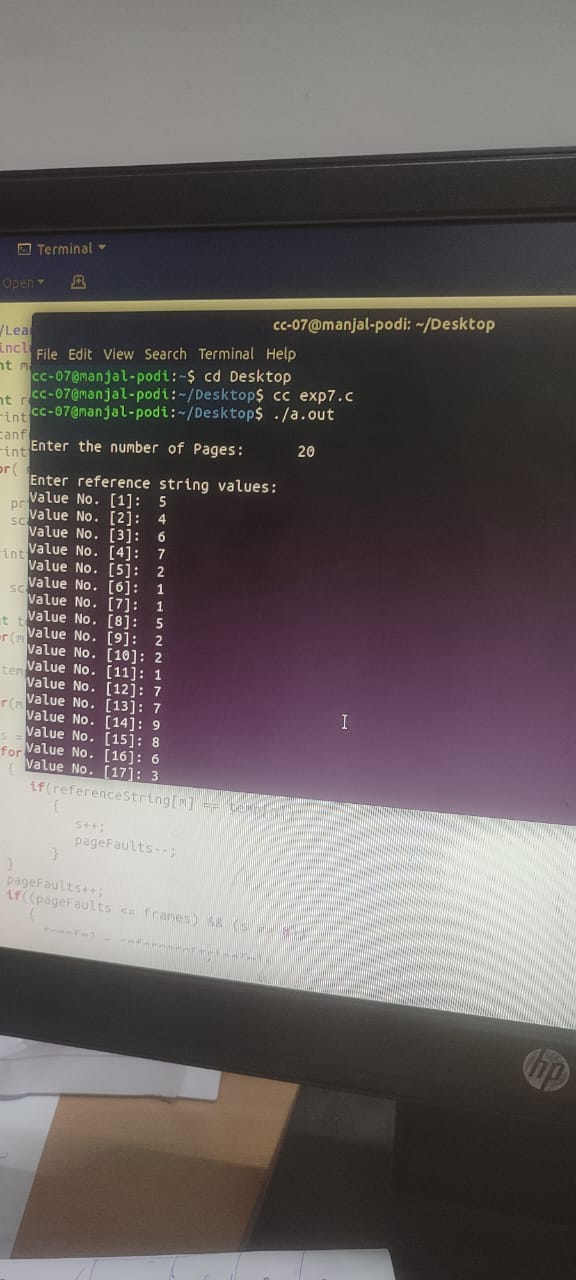 Terminal
Open
cc-07@manjal-podi: ~/Desktop
File Edit View Search Terminal Help
cc-07@manjal-podi:~$ cd Desktop
cc-07@manjal-podi:~/Desktop$ cc exp7.c
cc-07@manjal-podi:~/Desktop$ ./a.out
Enter the number of Pages: 20
Enter reference string values:
Value No. [1]: 5
Value No. [2]: 4
Value No. [3]: 6
Value No. [4]: 7
Value No. [5]: 2
Value No. [6]: 1
Value No. [7]: 1
Value No. [8]: 5
Value No. [9]: 2
Value No. [10]: 2
Value No. [11]: 1
Value No. [12]: 7
Value No. [13]: 7
Value No. [14]: 9
Value No. [15]: 8
Value No. [16]: 6
Value No. [17]: 3
for
{
if(referenceString[m] ==
{
s++;
pageFaults--;
}
}
pageFaults++;
if((pageFaults <= frames) && (s ==
{
hp